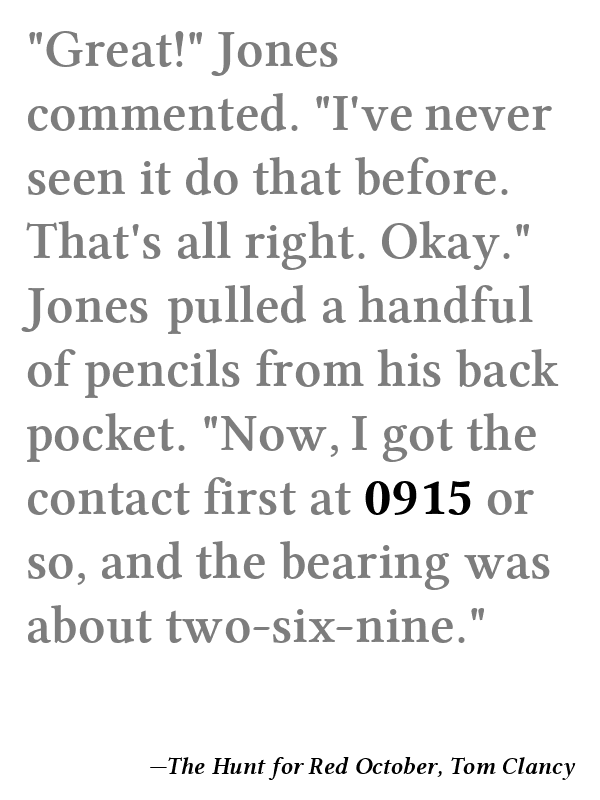 "Great!" Jones
commented. "I've never
seen it do that before.
That's all right. Okay."
Jones pulled a handful
of pencils from his back
pocket. "Now, I got the
contact first at 0915 or
so, and the bearing was
about two-six-nine."
—The Hunt for Red October, Tom Clancy